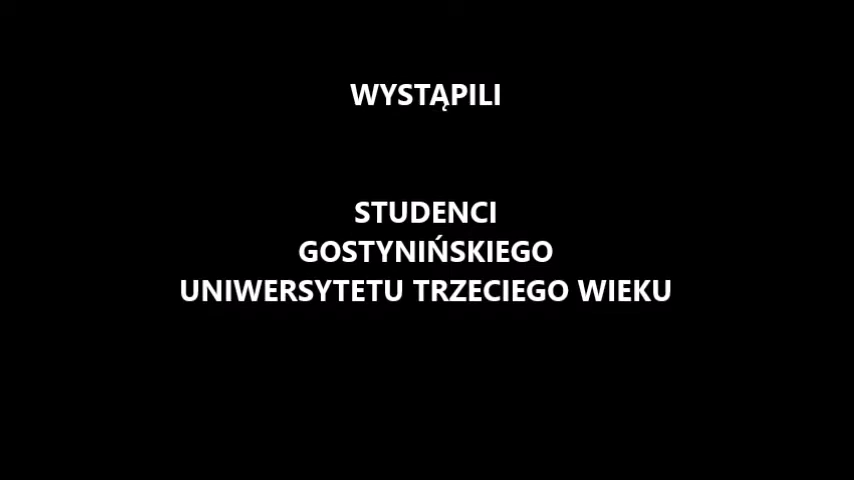 WYSTĄPILI
STUDENCI
GOSTYNIŃSKIEGO
UNIWERSYTETU TRZECIEGO WIEKU